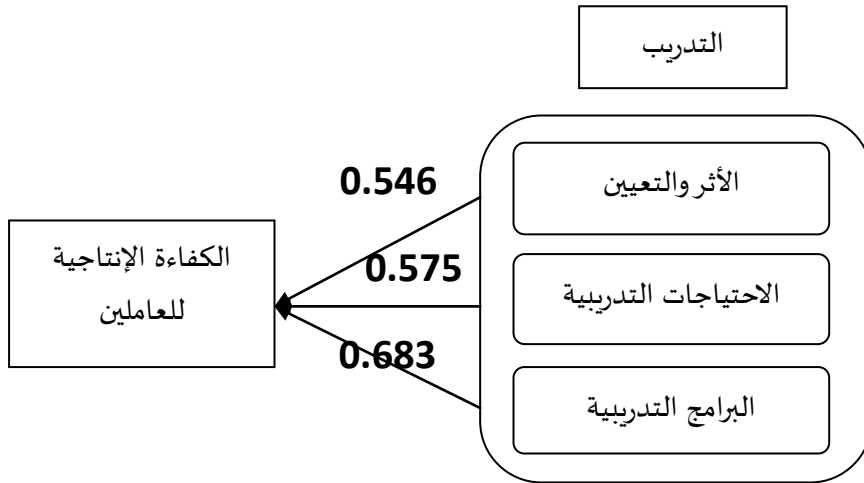 التدريب
الأثر والتعيين
0.546
الكفاءة الإنتاجية
للعاملين
0.575
الاحتياجات التدريبية
0.683
البرامج التدريبية